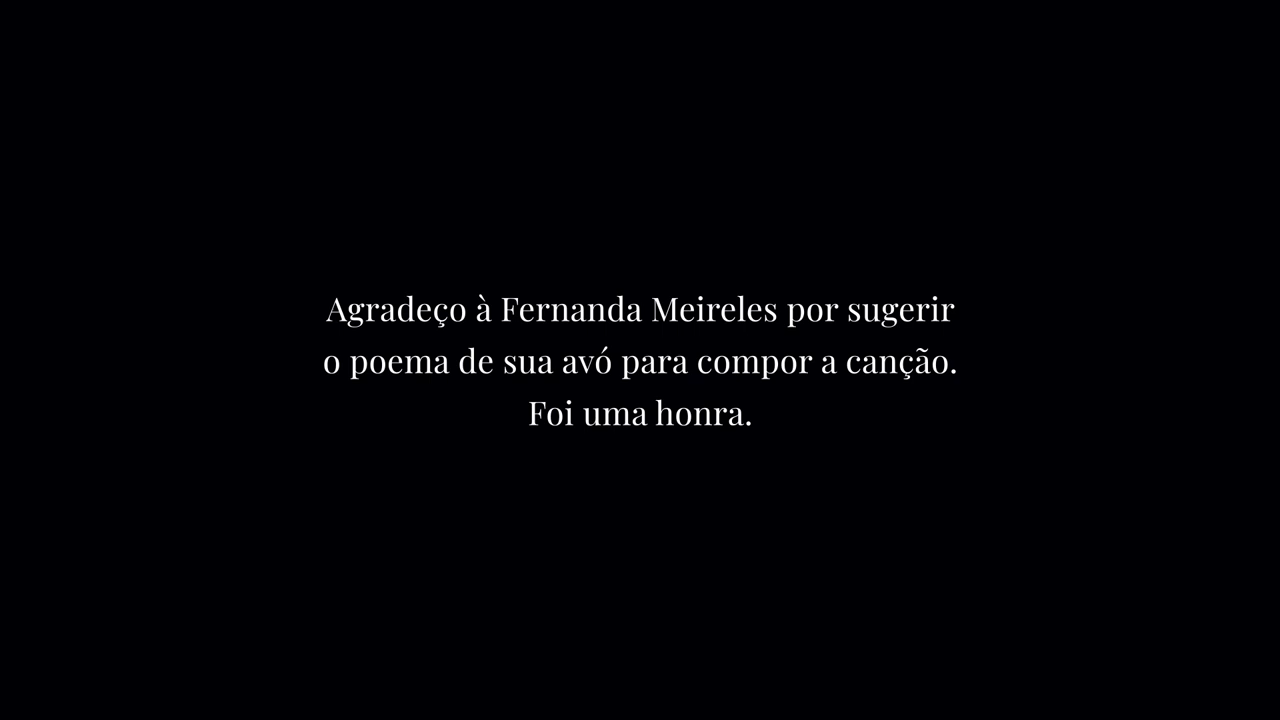 Agradeço à Fernanda Meireles por sugerir
o poema de sua avó para compor a canção.
Foi uma honra.